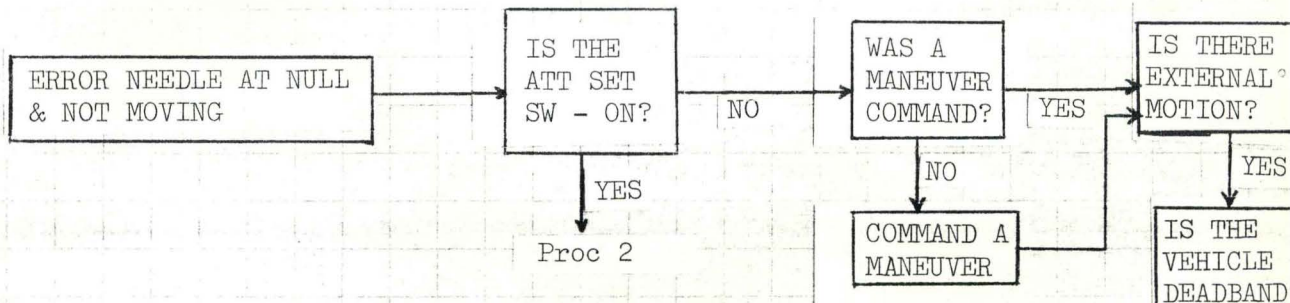 ERROR NEEDLE AT NULL
& NOT MOVING
IS THE
ATT SET
SW - ON?
NO
YES
Proc 2
WAS A
MANEUVER
COMMAND?
YES
NO
COMMAND A
MANEUVER
IS THERE
EXTERNAL
MOTION?
YES
IS THE
VEHICLE
DEADBAND